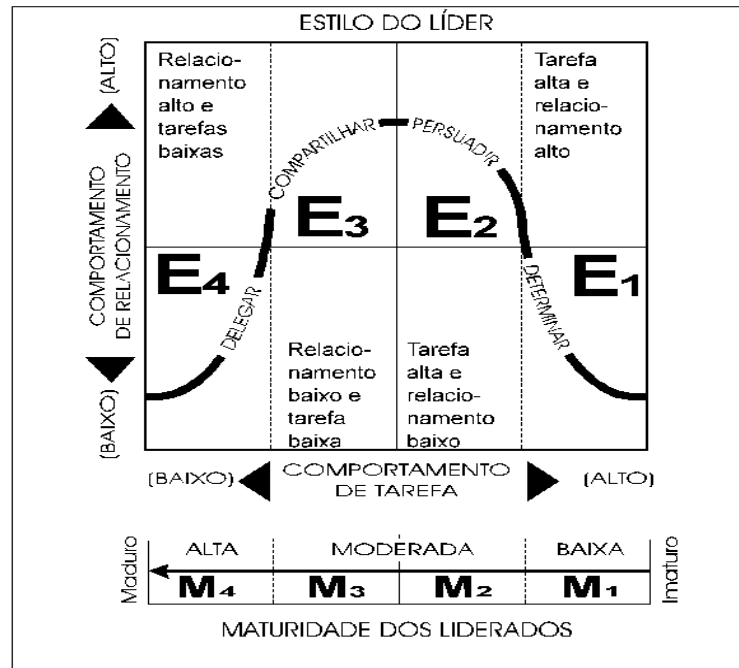 ESTILO DO LÍDER
(ALTO)
COMPORTAMENTO
DE RELACIONAMENTO
(BAIXO)
Relacio-
namento
alto e
tarefas
baixas
Tarefa
alta e
relacio-
namento
alto
COMPARTILHAR
PERSUADIR
E3
E2
E4
E1
DELEGAR
DETERMINAR
Relacio-
namento
baixo e
tarefa
baixa
Tarefa
alta e
relacio-
namento
baixo
(BAIXO)
COMPORTAMENTO
DE TAREFA
(ALTO)
Maduro
ALTA
MODERADA
BAIXA
Imaturo
M4
M3
M2
M1
MATURIDADE DOS LIDERADOS